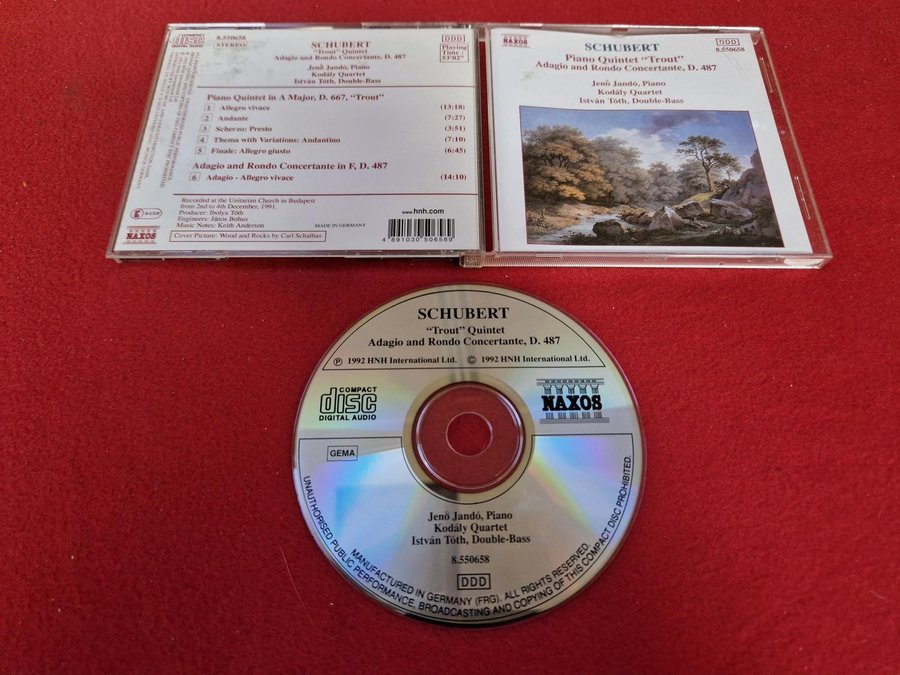 COMPACT
disc
DIGITAL AUDIO
8.550658
STEREO
SCHUBERT
"Trout" Quintet
Adagio and Rondo Concertante, D. 487
Jenő Jandó, Piano
Kodály Quartet
István Tóth, Double-Bass
DDD
Playing
Time :
53'02"
Piano Quintet in A Major, D. 667, "Trout"
1 Allegro vivace (13:18)
2 Andante (7:27)
3 Scherzo: Presto (3:51)
4 Thema with Variations: Andantino (7:10)
5 Finale: Allegro giusto (6:45)
Adagio and Rondo Concertante in F, D. 487
6 Adagio - Allegro vivace (14:10)
Recorded at the Unitarian Church in Budapest
from 2nd to 4th December, 1991.
Producer: Ibolya Tóth
Engineers: János Bohus
Music Notes: Keith Anderson
Cover Picture: Wood and Rocks by Carl Schalhas
www.hnh.com
MADE IN GERMANY
4 891030 506589
NAXOS
NAXOS
DDD
8.550658
SCHUBERT
Piano Quintet "Trout"
Adagio and Rondo Concertante, D. 487
Jenő Jandó, Piano
Kodály Quartet
István Tóth, Double-Bass
SCHUBERT
"Trout" Quintet
Adagio and Rondo Concertante, D. 487
Ⓟ 1992 HNH International Ltd. © 1992 HNH International Ltd.
COMPACT
disc
DIGITAL AUDIO
NAXOS
GEMA
Jenő Jandó, Piano
Kodály Quartet
István Tóth, Double-Bass
8.550658
DDD
MANUFACTURED IN GERMANY (FRG). ALL RIGHTS RESERVED.
UNAUTHORISED PUBLIC PERFORMANCE, BROADCASTING AND COPYING OF THIS COMPACT DISC PROHIBITED.